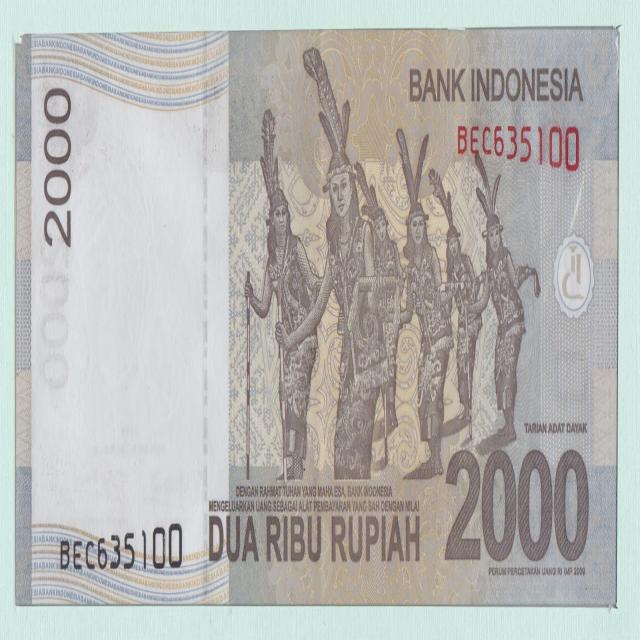 2000
BANK INDONESIA
BEC635100
TARIAN ADAT DAYAK
2000
DENGAN RAHMAT TUHAN YANG MAHA ESA, BANK INDONESIA
MENGELUARKAN UANG SEBAGAI ALAT PEMBAYARAN YANG SAH DENGAN NILAI
DUA RIBU RUPIAH
BEC635100
PERUM PERCETAKAN UANG RI IMP 2009